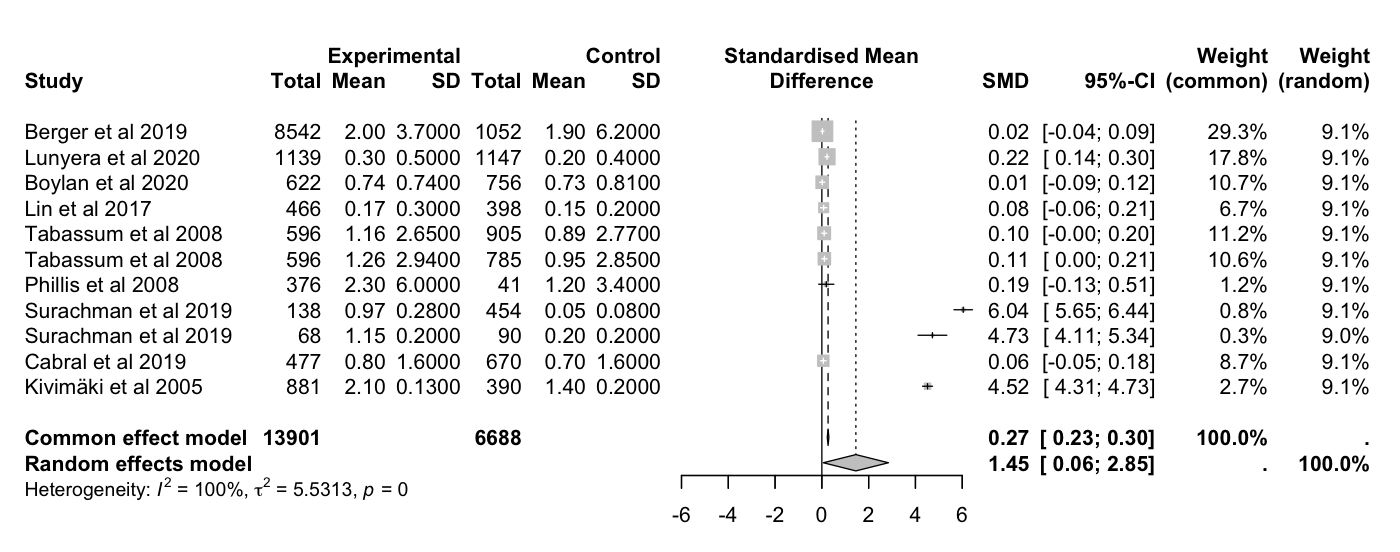 Experimental Control Standardised Mean Weight Weight
Study Total Mean SD Total Mean SD Difference SMD 95%-CI (common) (random)
Berger et al 2019 8542 2.00 3.7000 1052 1.90 6.2000 0.02 [-0.04; 0.09] 29.3% 9.1%
Lunyera et al 2020 1139 0.30 0.5000 1147 0.20 0.4000 0.22 [ 0.14; 0.30] 17.8% 9.1%
Boylan et al 2020 622 0.74 0.7400 756 0.73 0.8100 0.01 [-0.09; 0.12] 10.7% 9.1%
Lin et al 2017 466 0.17 0.3000 398 0.15 0.2000 0.08 [-0.06; 0.21] 6.7% 9.1%
Tabassum et al 2008 596 1.16 2.6500 905 0.89 2.7700 0.10 [-0.00; 0.20] 11.2% 9.1%
Tabassum et al 2008 596 1.26 2.9400 785 0.95 2.8500 0.11 [ 0.00; 0.21] 10.6% 9.1%
Phillis et al 2008 376 2.30 6.0000 41 1.20 3.4000 0.19 [-0.13; 0.51] 1.2% 9.1%
Surachman et al 2019 138 0.97 0.2800 454 0.05 0.0800 6.04 [ 5.65; 6.44] 0.8% 9.1%
Surachman et al 2019 68 1.15 0.2000 90 0.20 0.2000 4.73 [ 4.11; 5.34] 0.3% 9.0%
Cabral et al 2019 477 0.80 1.6000 670 0.70 1.6000 0.06 [-0.05; 0.18] 8.7% 9.1%
Kivimäki et al 2005 881 2.10 0.1300 390 1.40 0.2000 4.52 [ 4.31; 4.73] 2.7% 9.1%
Common effect model 13901 6688 0.27 [ 0.23; 0.30] 100.0% .
Random effects model 1.45 [ 0.06; 2.85] . 100.0%
Heterogeneity: I² = 100%, τ² = 5.5313, p = 0
-6 -4 -2 0 2 4 6